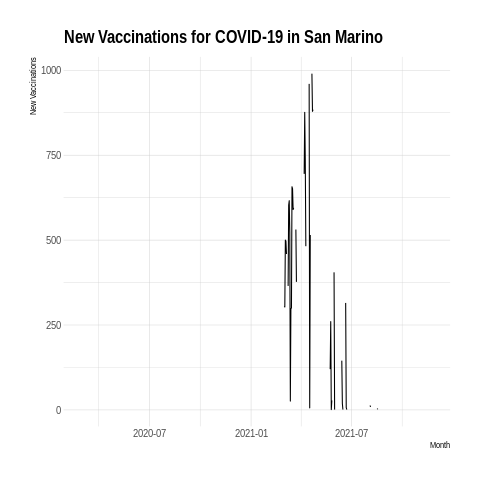 New Vaccinations for COVID-19 in San Marino
New Vaccinations
1000
750
500
250
0
2020-07 2021-01 2021-07
Month